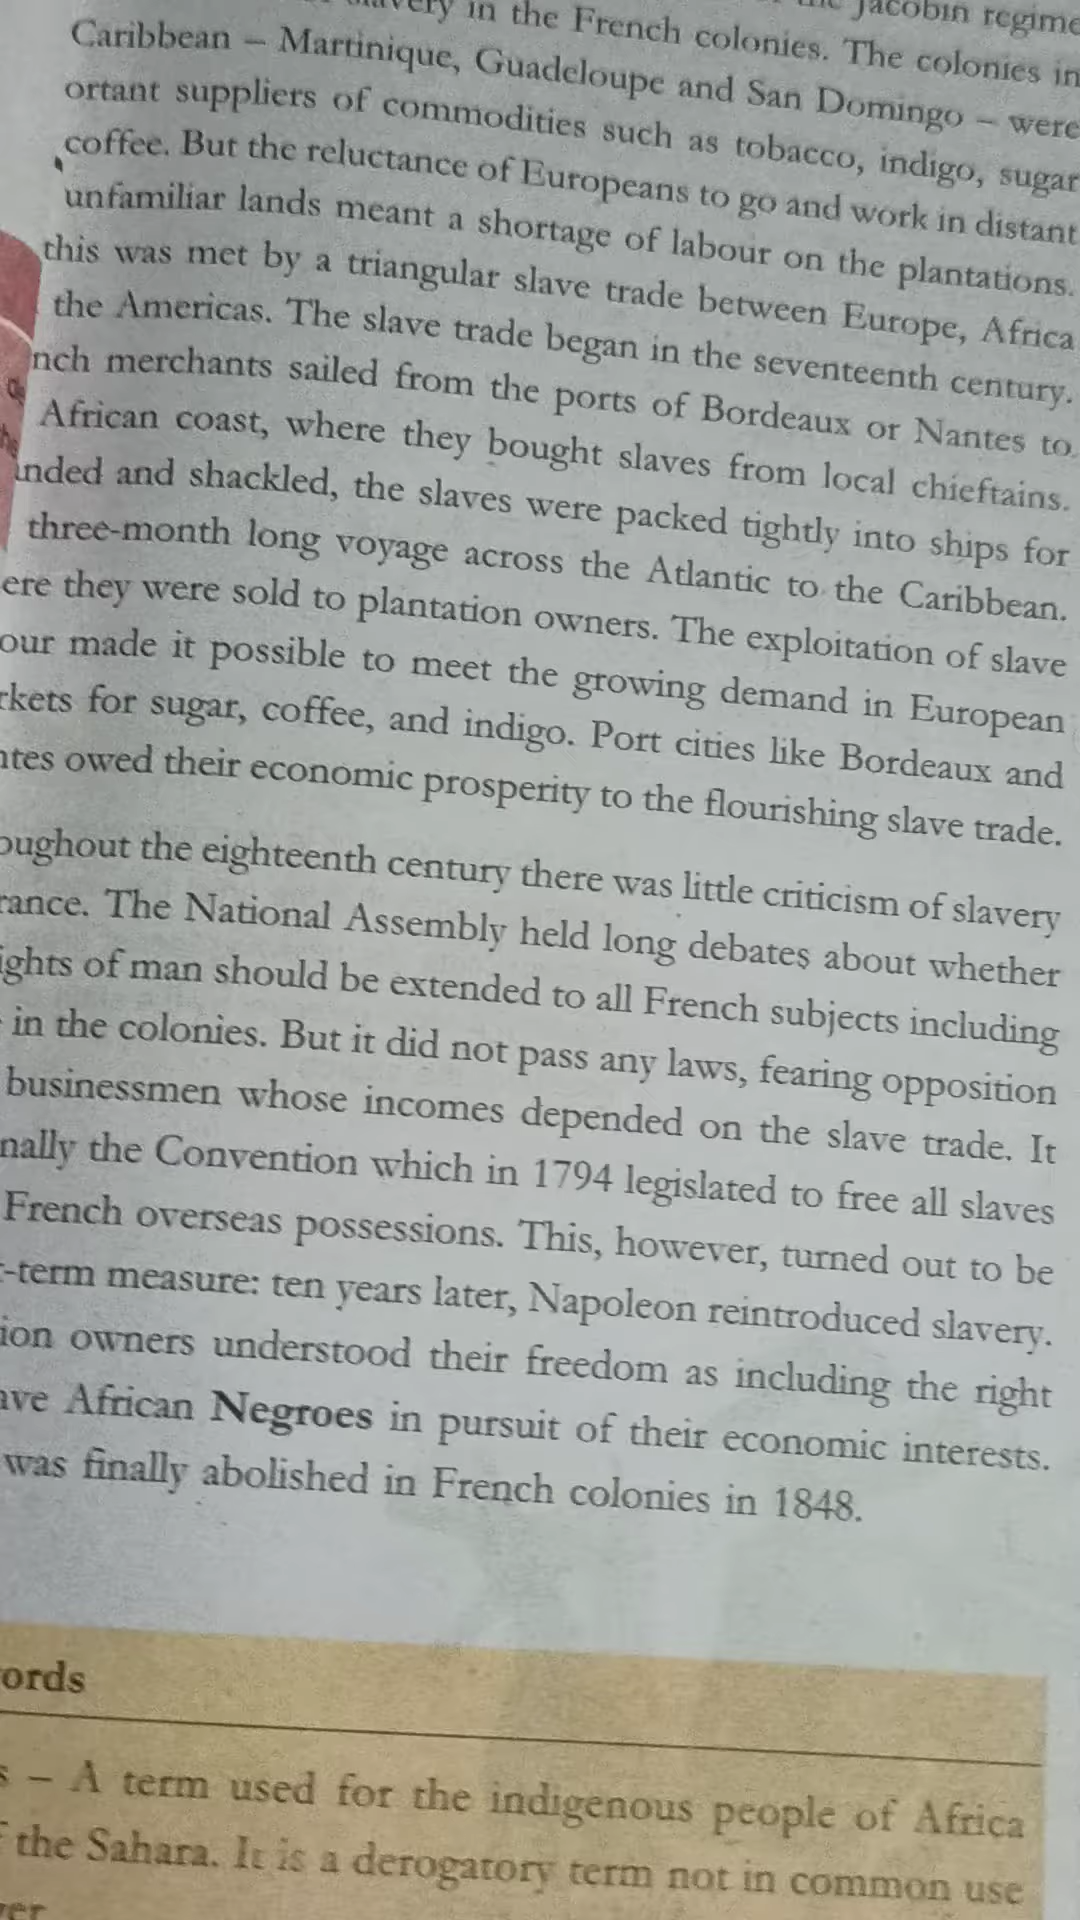 very in the French colonies. The colonies in
Jacobin regime
Caribbean – Martinique, Guadeloupe and San Domingo – were
ortant suppliers of commodities such as tobacco, indigo, sugar
coffee. But the reluctance of Europeans to go and work in distant
unfamiliar lands meant a shortage of labour on the plantations.
this was met by a triangular slave trade between Europe, Africa
the Americas. The slave trade began in the seventeenth century.
nch merchants sailed from the ports of Bordeaux or Nantes to
African coast, where they bought slaves from local chieftains.
nded and shackled, the slaves were packed tightly into ships for
three-month long voyage across the Atlantic to the Caribbean.
ere they were sold to plantation owners. The exploitation of slave
our made it possible to meet the growing demand in European
rkets for sugar, coffee, and indigo. Port cities like Bordeaux and
ntes owed their economic prosperity to the flourishing slave trade.
oughout the eighteenth century there was little criticism of slavery
rance. The National Assembly held long debates about whether
ights of man should be extended to all French subjects including
in the colonies. But it did not pass any laws, fearing opposition
businessmen whose incomes depended on the slave trade. It
nally the Convention which in 1794 legislated to free all slaves
French overseas possessions. This, however, turned out to be
-term measure: ten years later, Napoleon reintroduced slavery.
ion owners understood their freedom as including the right
ave African Negroes in pursuit of their economic interests.
was finally abolished in French colonies in 1848.
ords
s – A term used for the indigenous people of Africa
f the Sahara. It is a derogatory term not in common use
ver